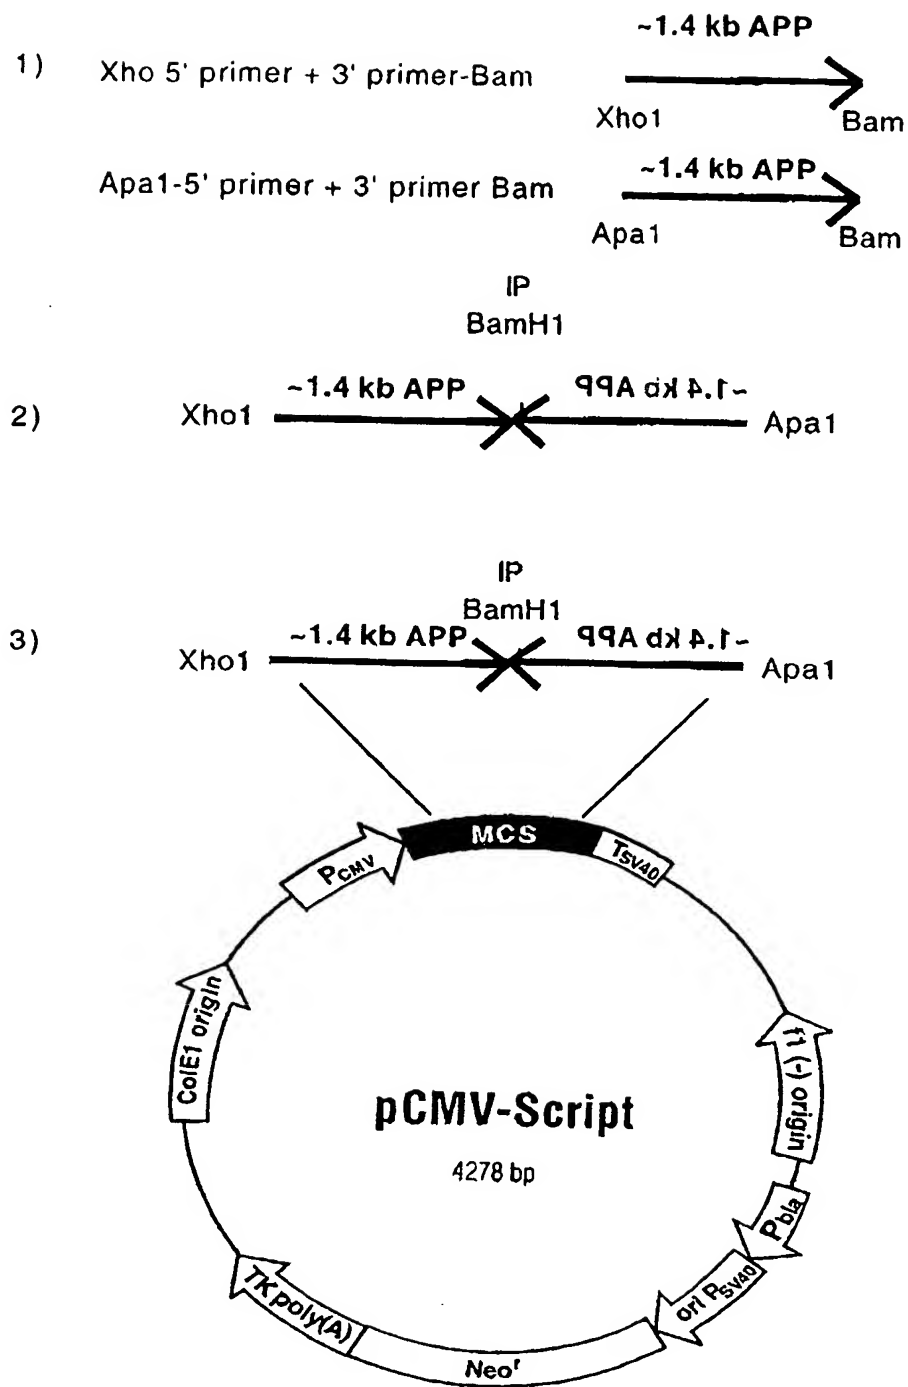 ~1.4 kb APP
1) Xho 5' primer + 3' primer-Bam
Xho1 Bam
Apa1-5' primer + 3' primer Bam ~1.4 kb APP
Apa1 Bam
IP
BamH1
2) Xho1 ~1.4 kb APP ~1.4 kb APP Apa1
IP
BamH1
3) Xho1 ~1.4 kb APP ~1.4 kb APP Apa1
MCS
PCMV
TSV40
ColE1 origin
f1 (-) origin
pCMV-Script
4278 bp
Pbla
ori PSV40
TK poly(A)
Neoʳ